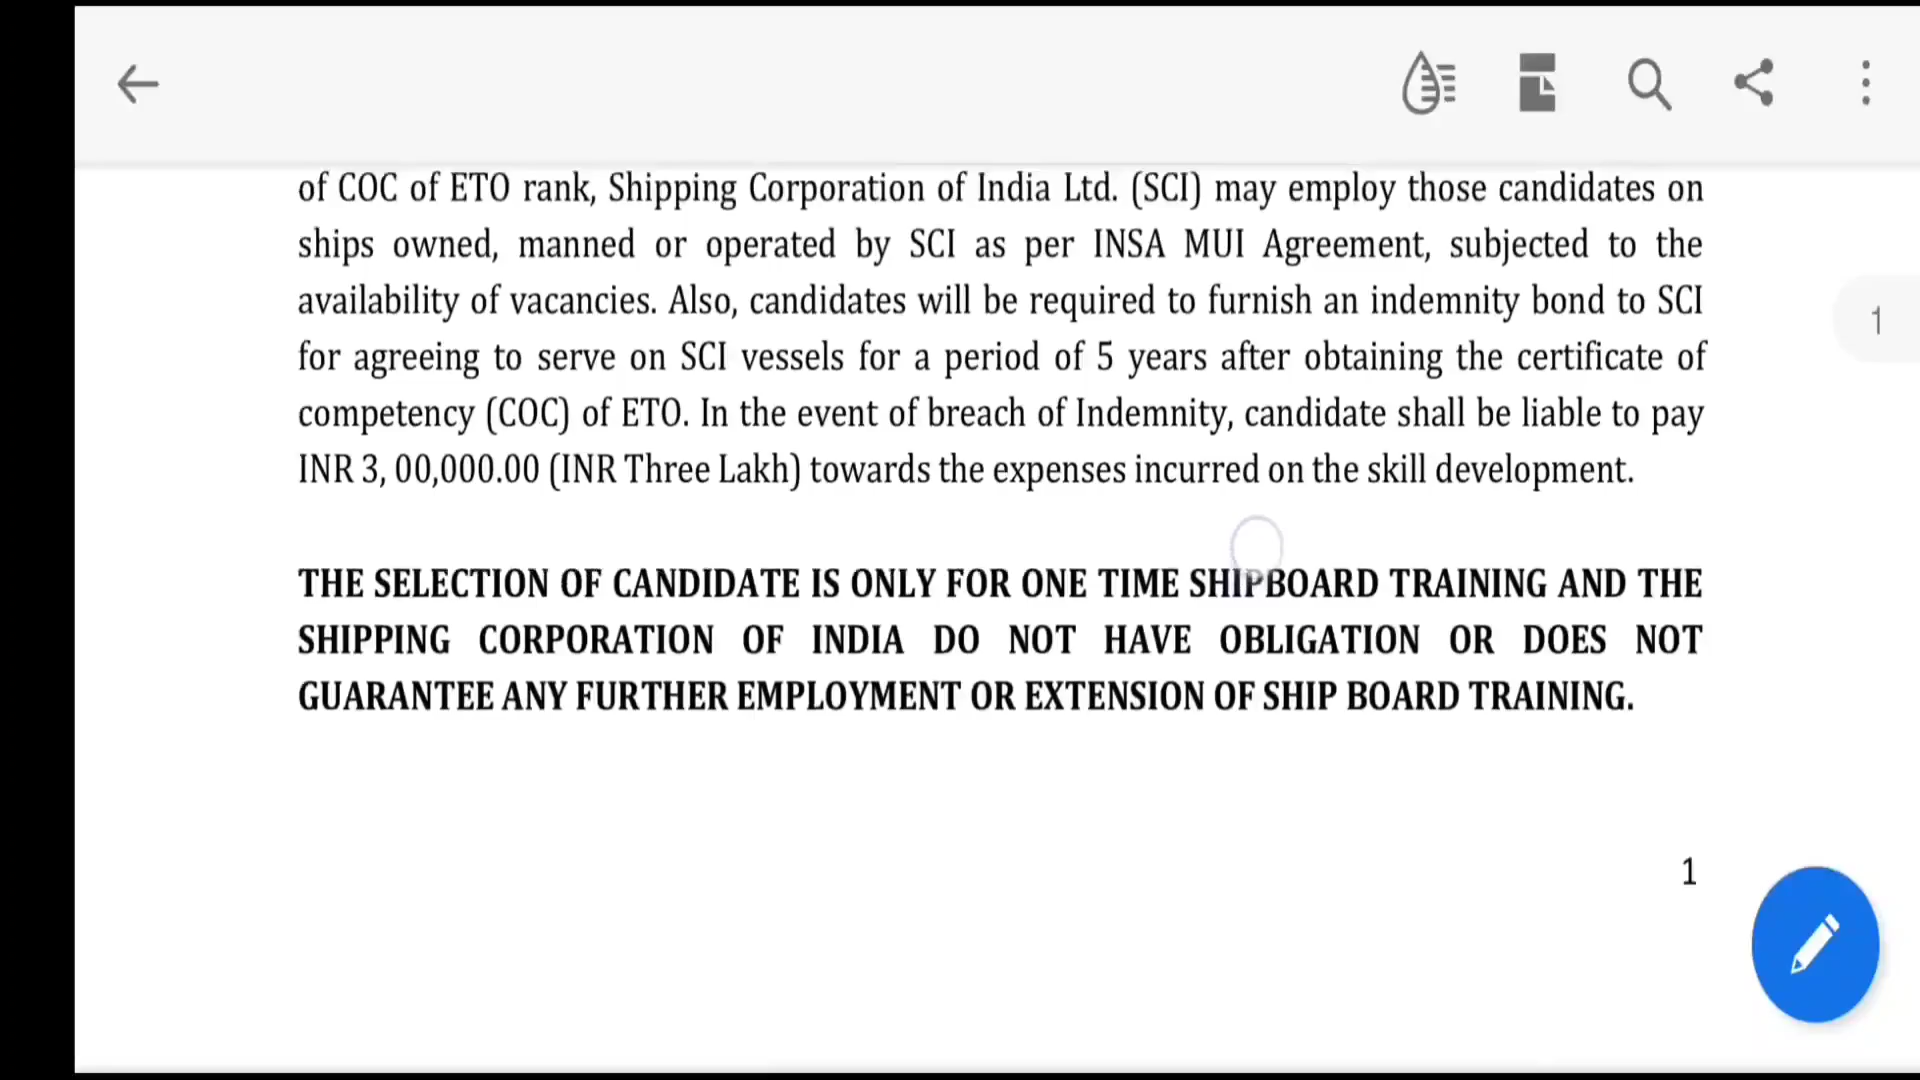 of COC of ETO rank, Shipping Corporation of India Ltd. (SCI) may employ those candidates on
ships owned, manned or operated by SCI as per INSA MUI Agreement, subjected to the
availability of vacancies. Also, candidates will be required to furnish an indemnity bond to SCI
1
for agreeing to serve on SCI vessels for a period of 5 years after obtaining the certificate of
competency (COC) of ETO. In the event of breach of Indemnity, candidate shall be liable to pay
INR 3, 00,000.00 (INR Three Lakh) towards the expenses incurred on the skill development.
THE SELECTION OF CANDIDATE IS ONLY FOR ONE TIME SHIPBOARD TRAINING AND THE
SHIPPING CORPORATION OF INDIA DO NOT HAVE OBLIGATION OR DOES NOT
GUARANTEE ANY FURTHER EMPLOYMENT OR EXTENSION OF SHIP BOARD TRAINING.
1